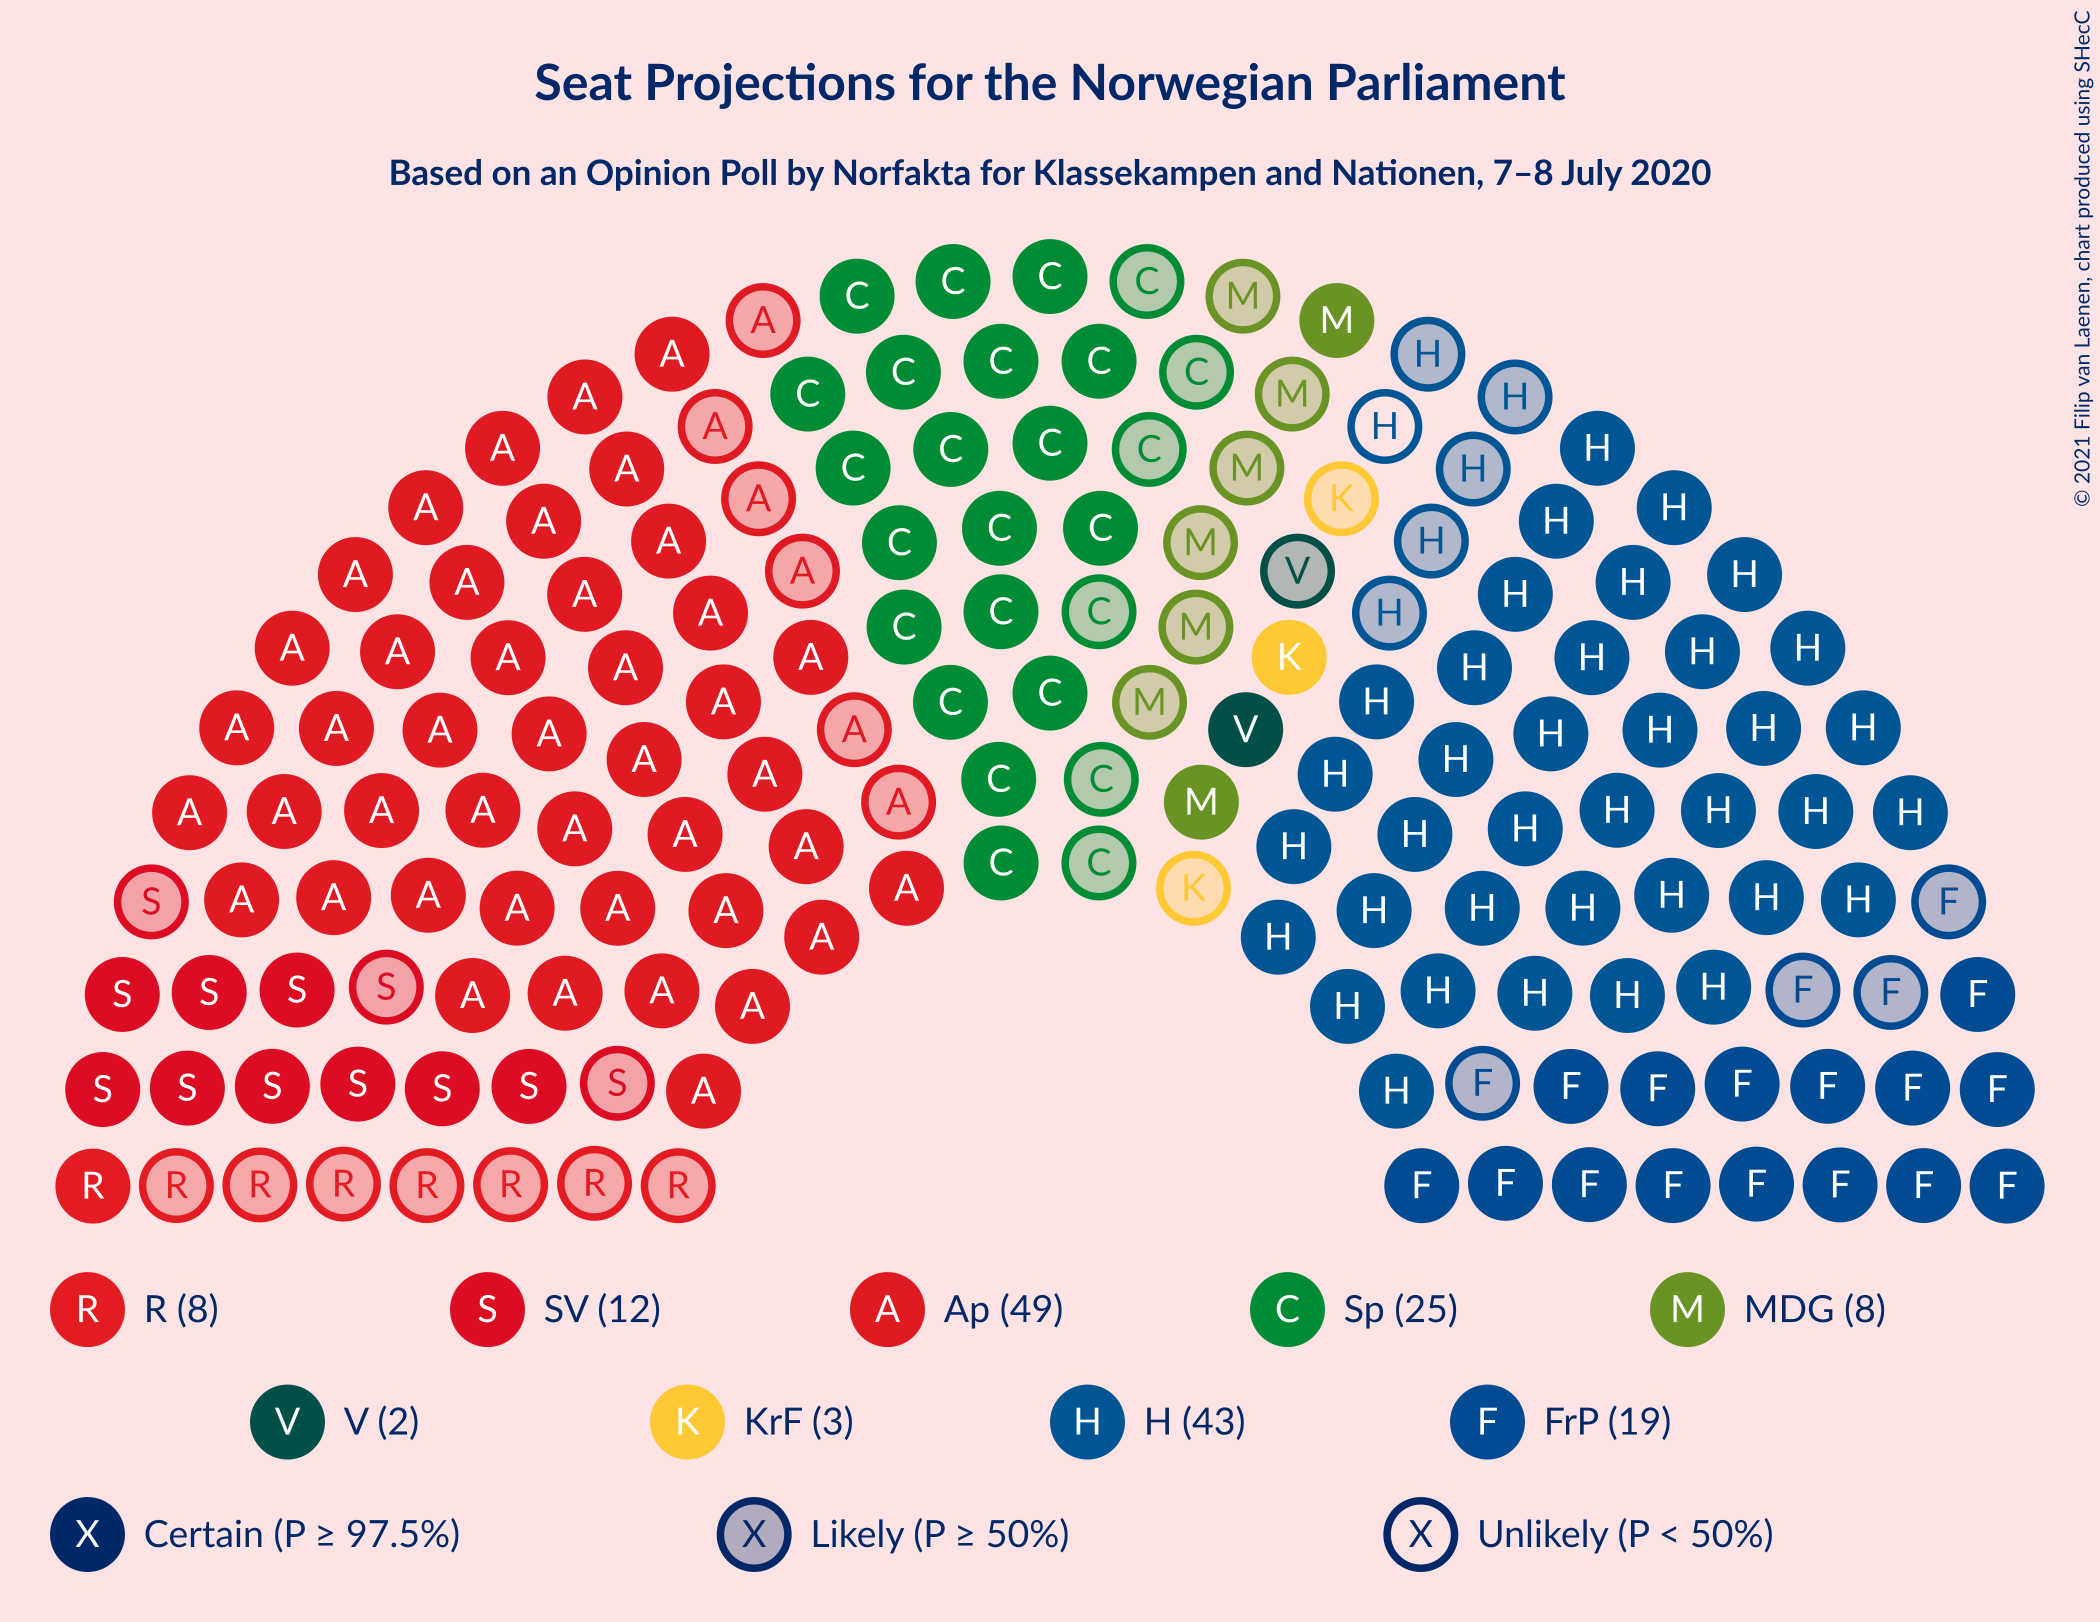 Seat Projections for the Norwegian Parliament
Based on an Opinion Poll by Norfakta for Klassekampen and Nationen, 7–8 July 2020
© 2021 Filip van Laenen, chart produced using SHecC
C C C C M
A C C C C C M M
A A C C C C M H H H
A A A C C C M K H H H
A A A A C C C M V H H H
A A A A A C C M K H H H H
A A A A A A C C V H H H H H
A A A A A A A C M H H H H H H
A A A A A A A C C K H H H H H H H
S A A A A A A A H H H H H H H F
S S S S A A A A H H H H H F F F
S S S S S S S A H F F F F F F F
R R R R R R R R F F F F F F F F
R R (8) S SV (12) A Ap (49) C Sp (25) M MDG (8)
V V (2) K KrF (3) H H (43) F FrP (19)
X Certain (P ≥ 97.5%) X Likely (P ≥ 50%) X Unlikely (P < 50%)